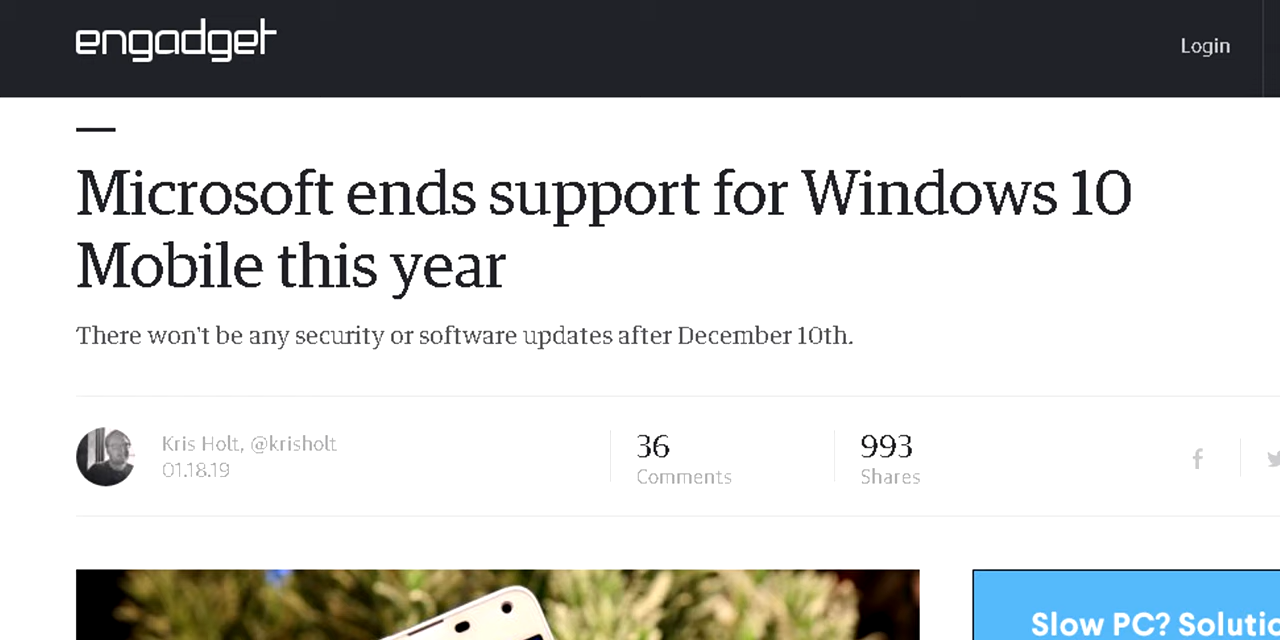 engadget
Login
Microsoft ends support for Windows 10
Mobile this year
There won't be any security or software updates after December 10th.
Kris Holt, @krisholt
01.18.19
36
Comments
993
Shares
Slow PC?